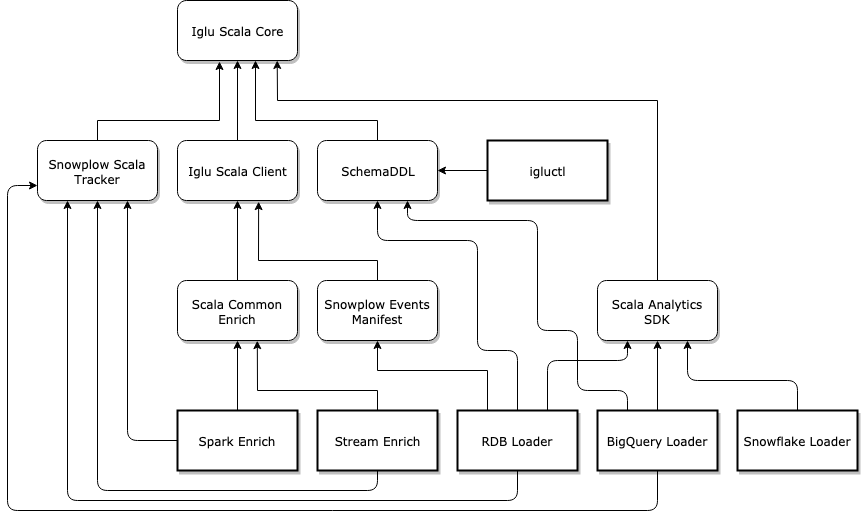 Iglu Scala Core
Snowplow Scala
Tracker
Iglu Scala Client
SchemaDDL
igluctl
Scala Common
Enrich
Snowplow Events
Manifest
Scala Analytics
SDK
Spark Enrich
Stream Enrich
RDB Loader
BigQuery Loader
Snowflake Loader